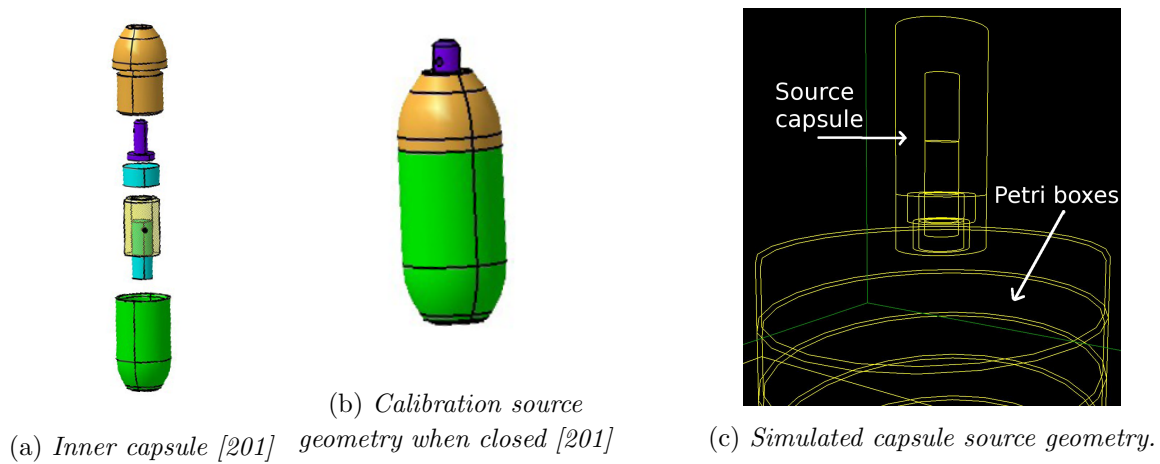 Source
capsule
Petri boxes
(b) Calibration source
geometry when closed [201]
(a) Inner capsule [201]
(c) Simulated capsule source geometry.